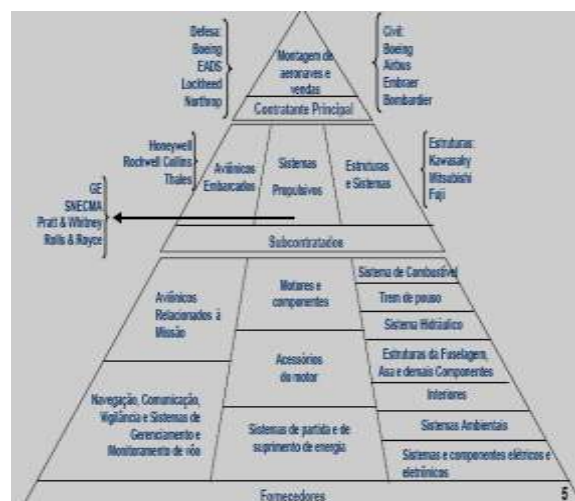 Defesa:
Boeing
EADS
Lockheed
Northrop
Montagem de
aeronaves e
vendas
Contratante Principal
Civil:
Boeing
Airbus
Embraer
Bombardier
Honeywell
Rockwell Collins
Thales
GE
SNECMA
Pratt & Whitney
Rolls & Royce
Aviônicos
Embarcados
Sistemas
Propulsivos
Estruturas
e Sistemas
Estruturas:
Kawasaky
Mitsubishi
Fuji
Subcontratados
Aviônicos
Relacionados à
Missão
Navegação, Comunicação,
Vigilância e Sistemas de
Gerenciamento e
Monitoramento de vôo
Motores e
componentes
Acessórios
do motor
Sistemas de partida e de
suprimento de energia
Sistema de Combustível
Trem de pouso
Sistema Hidráulico
Estruturas da Fuselagem,
Asa e demais Componentes
Interiores
Sistemas Ambientais
Sistemas e componentes elétricos e
eletrônicos
Fornecedores
5